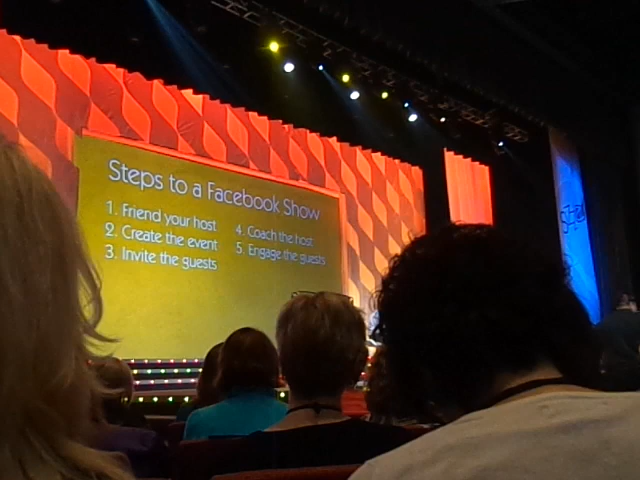 Steps to a Facebook Show
1. Friend your host
2. Create the event
3. Invite the guests
4. Coach the host
5. Engage the guests